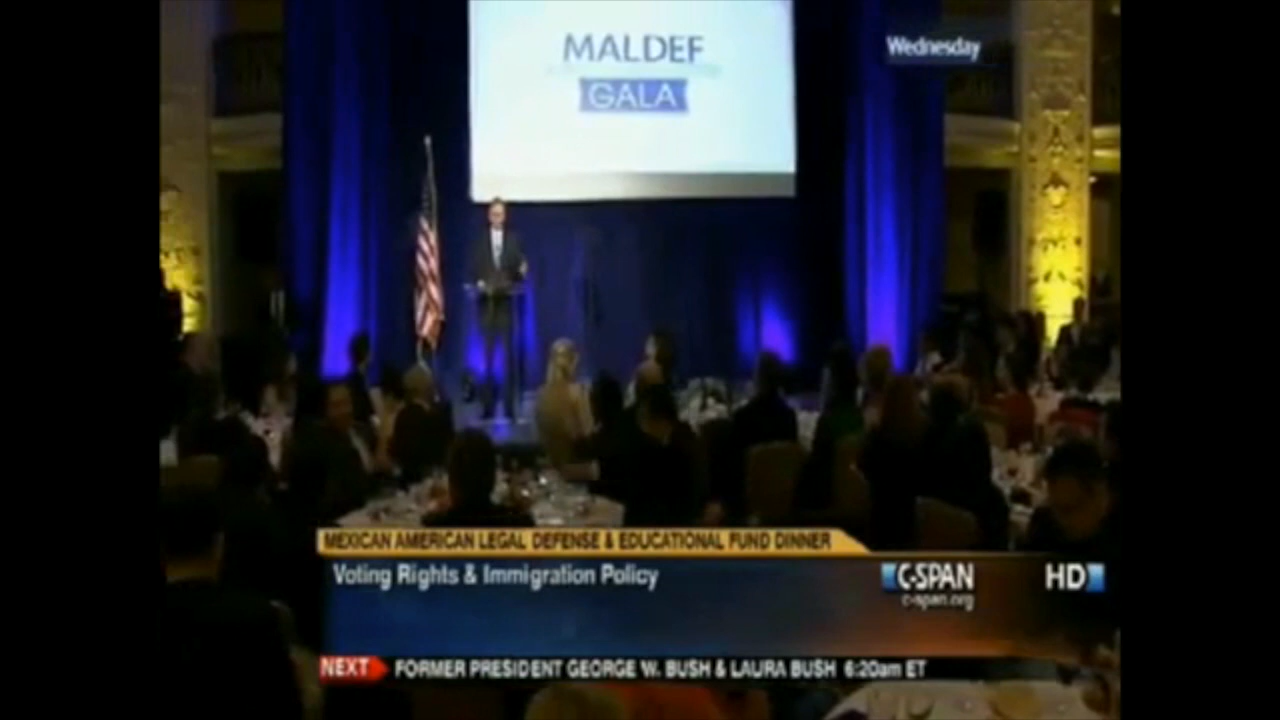 MALDEF
GALA
Wednesday
MEXICAN AMERICAN LEGAL DEFENSE & EDUCATIONAL FUND DINNER
Voting Rights & Immigration Policy
C-SPAN
c-span.org
HD
NEXT
FORMER PRESIDENT GEORGE W. BUSH & LAURA BUSH 6:20am ET